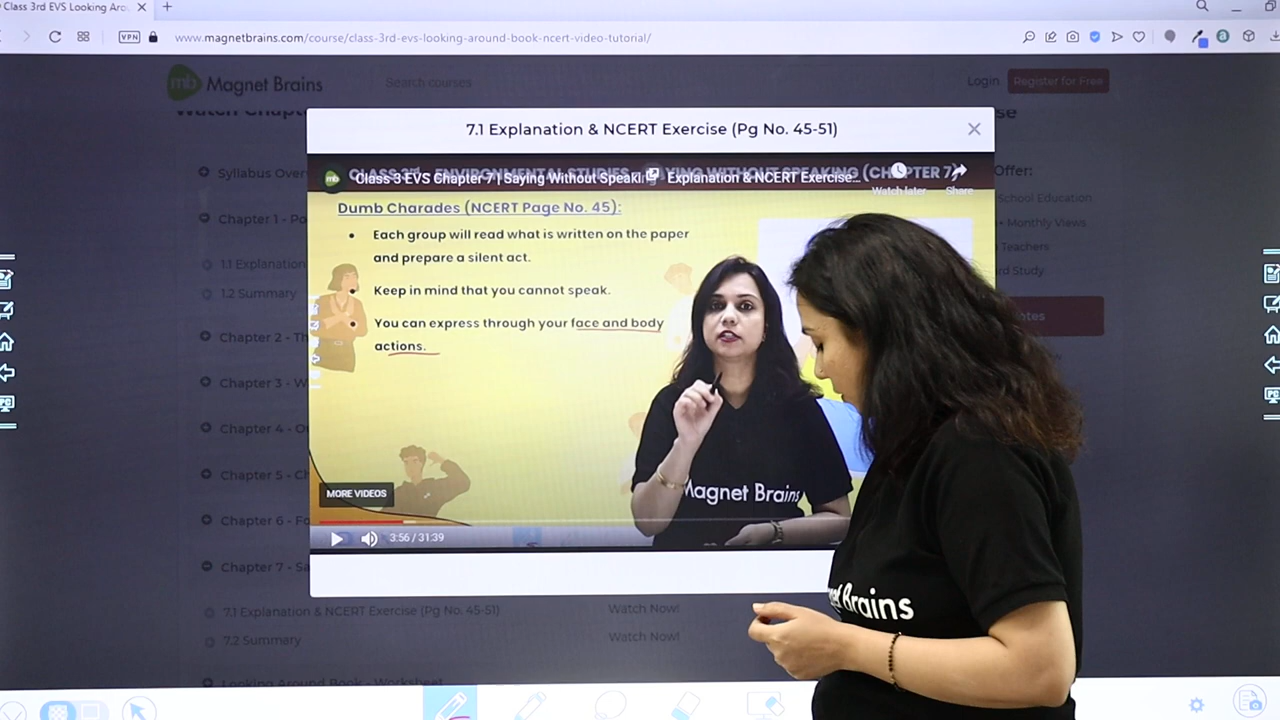 Class 3rd EVS Looking Arou
VPN
www.magnetbrains.com/course/class-3rd-evs-looking-around-book-ncert-video-tutorial/
mb Magnet Brains
Search courses
Login
Register for Free
7.1 Explanation & NCERT Exercise (Pg No. 45-51)
Class 3 EVS Chapter 7 | Saying Without Speaking Explanation & NCERT Exercise...
Watch later
Share
Dumb Charades (NCERT Page No. 45):
Each group will read what is written on the paper
and prepare a silent act.
Keep in mind that you cannot speak.
You can express through your face and body
actions.
Magnet Brains
MORE VIDEOS
3:56 / 31:39
Syllabus Over
Chapter 1 - Po
1.1 Explanation
1.2 Summary
Chapter 2 - Th
Chapter 3 - W
Chapter 4 - O
Chapter 5 - Ch
Chapter 6 - Fo
Chapter 7 - Sa
7.1 Explanation & NCERT Exercise (Pg No. 45-51)
Watch Now!
7.2 Summary
Watch Now!
Looking Around Book - Worksheet
Offer:
School Education
Monthly Views
Teachers
rd Study
otes
Brains